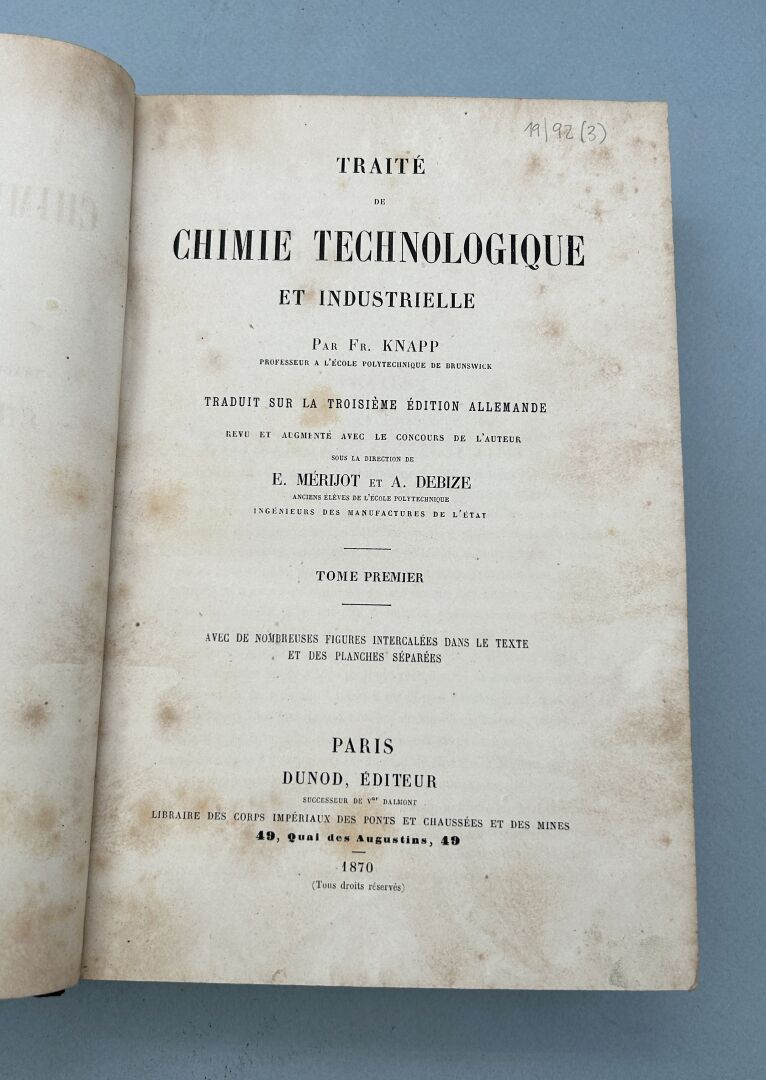 19/92 (3)
TRAITÉ
DE
CHIMIE TECHNOLOGIQUE
ET INDUSTRIELLE
PAR FR. KNAPP
PROFESSEUR A L'ÉCOLE POLYTECHNIQUE DE BRUNSWICK
TRADUIT SUR LA TROISIÈME ÉDITION ALLEMANDE
REVU ET AUGMENTÉ AVEC LE CONCOURS DE L'AUTEUR
SOUS LA DIRECTION DE
E. MÉRIJOT ET A. DEBIZE
ANCIENS ÉLÈVES DE L'ÉCOLE POLYTECHNIQUE
INGÉNIEURS DES MANUFACTURES DE L'ÉTAT
TOME PREMIER
AVEC DE NOMBREUSES FIGURES INTERCALÉES DANS LE TEXTE
ET DES PLANCHES SÉPARÉES
PARIS
DUNOD, ÉDITEUR
SUCCESSEUR DE Vor DALMONT
LIBRAIRE DES CORPS IMPÉRIAUX DES PONTS ET CHAUSSÉES ET DES MINES
49, Quai des Augustins, 49
1870
(Tous droits réservés)